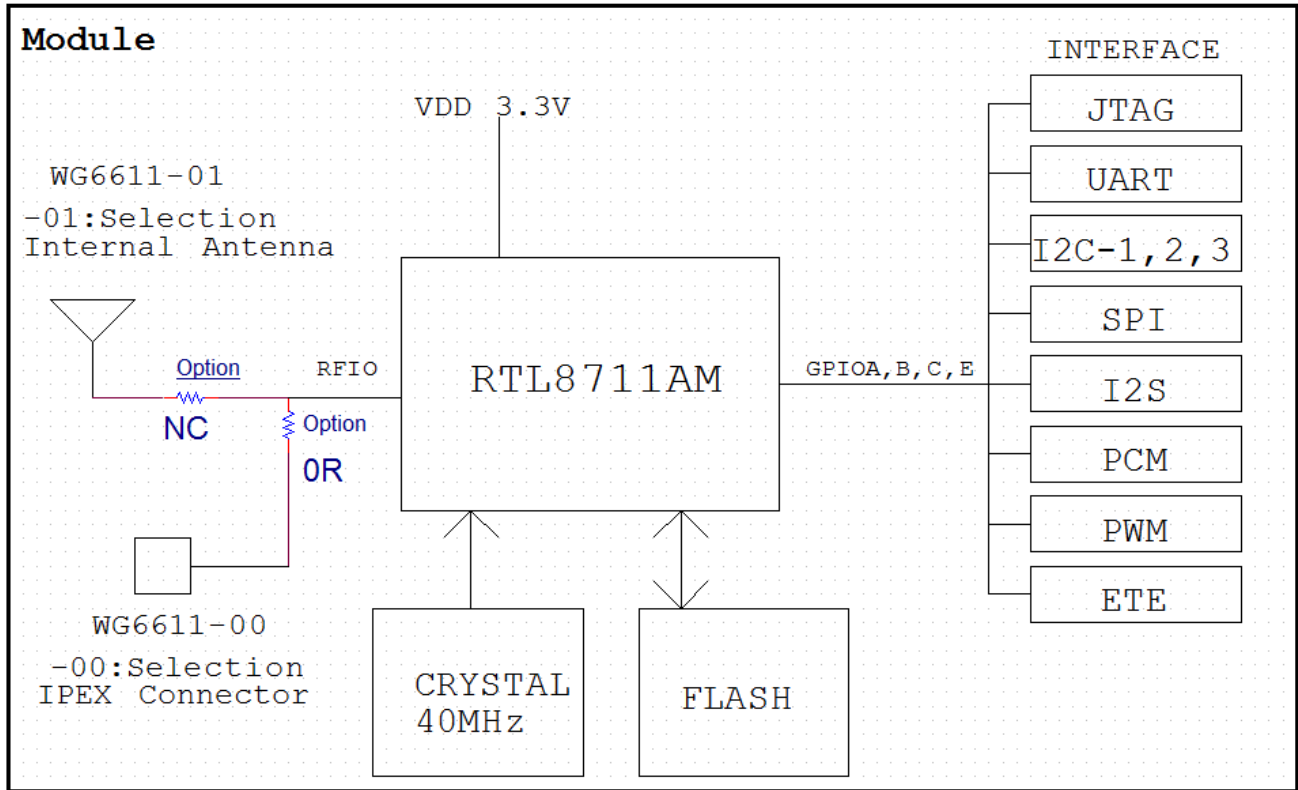 Module
INTERFACE
VDD 3.3V
JTAG
WG6611-01
UART
-01:Selection
Internal Antenna
I2C-1,2,3
SPI
Option
RFIO
RTL8711AM
GPIOA,B,C,E
I2S
NC
Option
0R
PCM
PWM
ETE
WG6611-00
-00:Selection
IPEX Connector
CRYSTAL
40MHz
FLASH